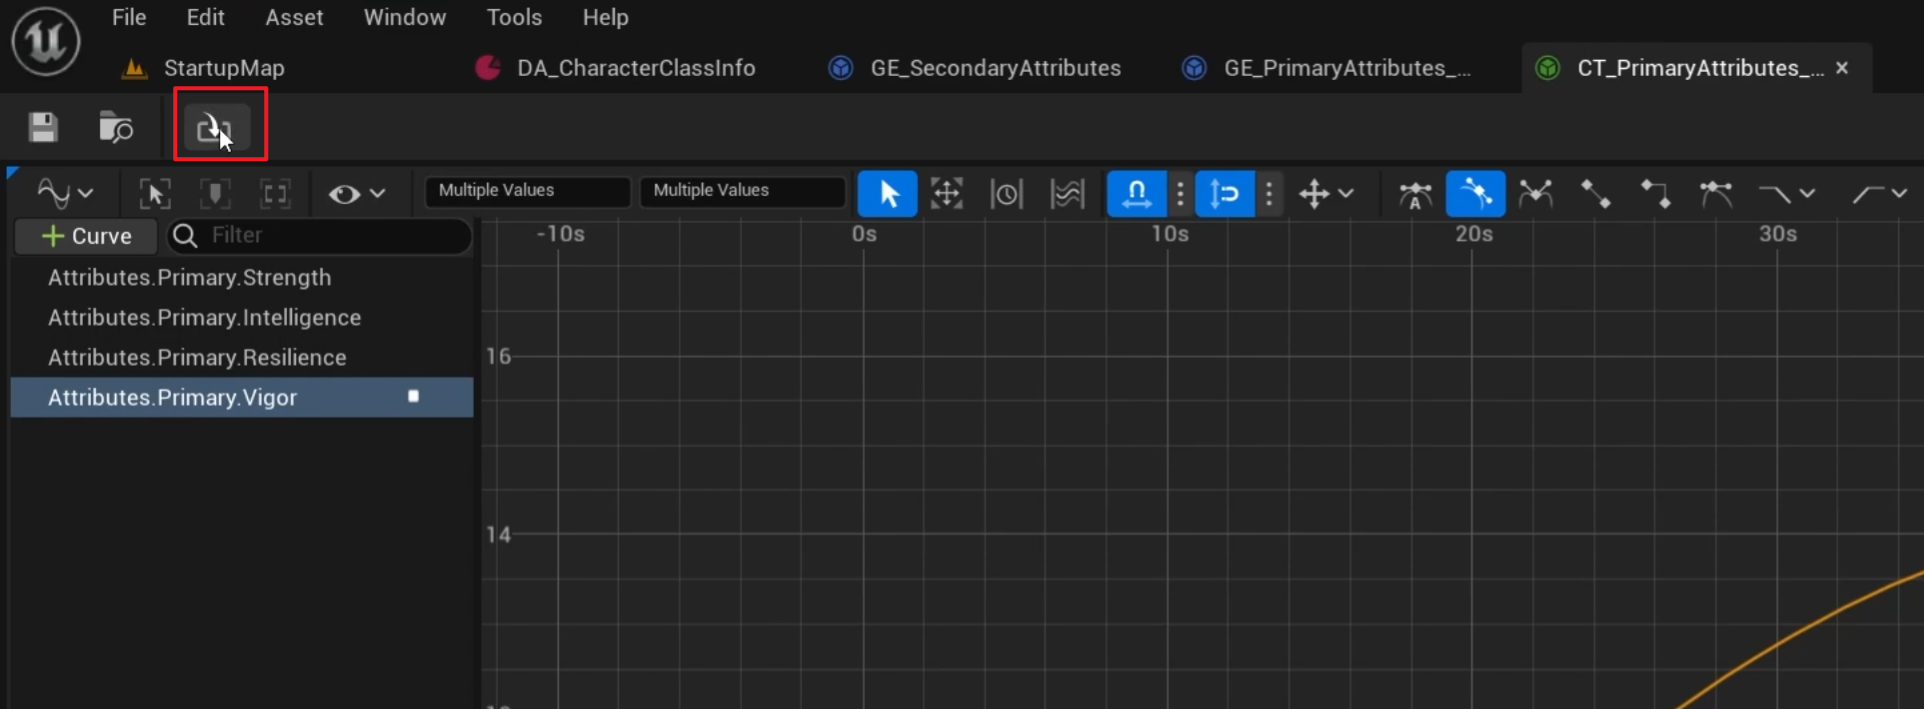 File Edit Asset Window Tools Help
StartupMap DA_CharacterClassInfo GE_SecondaryAttributes GE_PrimaryAttributes_... CT_PrimaryAttributes_...
Multiple Values Multiple Values
Curve Filter
-10s 0s 10s 20s 30s
Attributes.Primary.Strength
Attributes.Primary.Intelligence
16
Attributes.Primary.Resilience
Attributes.Primary.Vigor
14